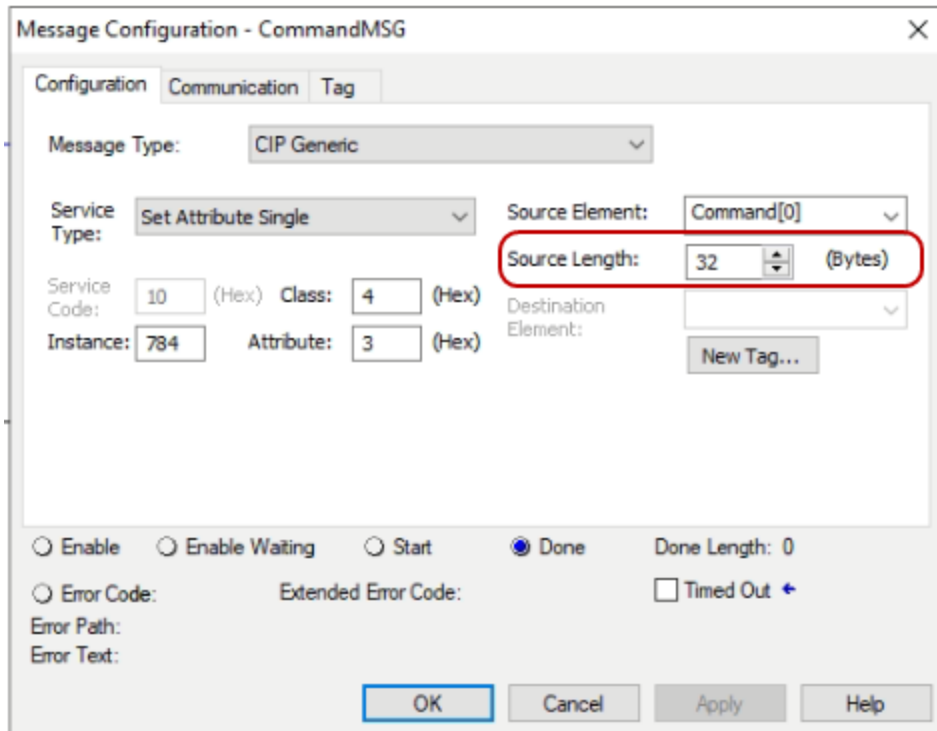 Message Configuration - CommandMSG
Configuration Communication Tag
Message Type: CIP Generic
Service Type: Set Attribute Single
Source Element: Command[0]
Source Length: 32 (Bytes)
Service Code: 10 (Hex) Class: 4 (Hex)
Destination Element:
Instance: 784 Attribute: 3 (Hex)
New Tag...
Enable Enable Waiting Start Done Done Length: 0
Error Code: Extended Error Code: Timed Out
Error Path:
Error Text:
OK Cancel Apply Help